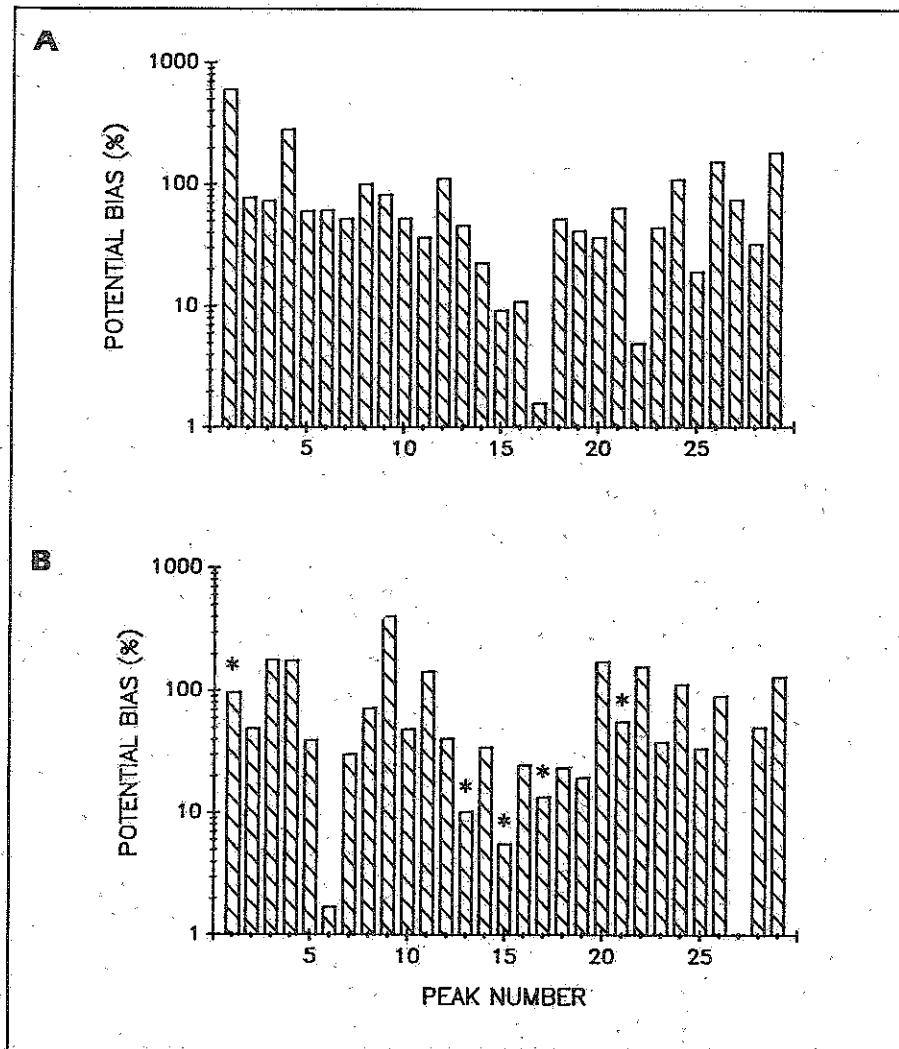 A
1000
100
10
1
POTENTIAL BIAS (%)
5 10 15 20 25
B
1000
100
10
1
POTENTIAL BIAS (%)
* * * * *
5 10 15 20 25
PEAK NUMBER